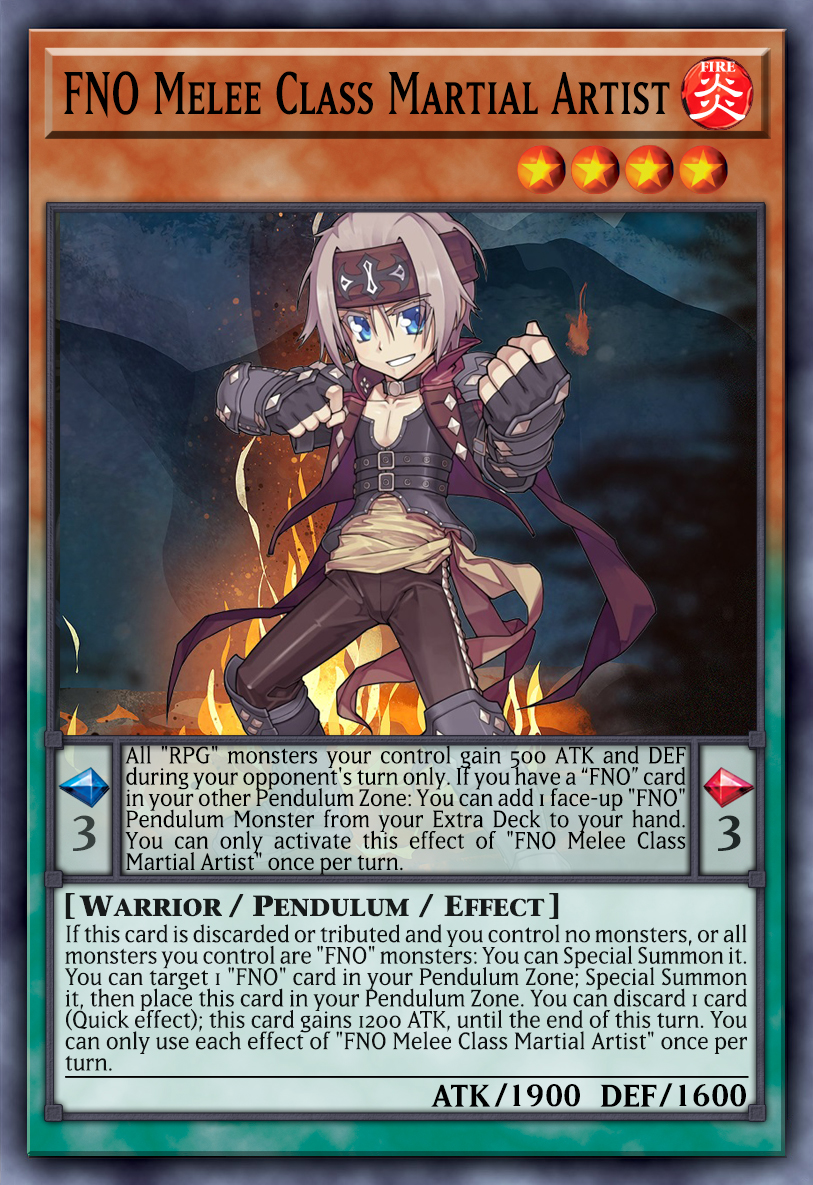 FNO Melee Class Martial Artist
FIRE
炎
All "RPG" monsters your control gain 500 ATK and DEF
during your opponent's turn only. If you have a “FNO” card
in your other Pendulum Zone: You can add 1 face-up "FNO"
Pendulum Monster from your Extra Deck to your hand.
You can only activate this effect of "FNO Melee Class
Martial Artist" once per turn.
3
3
[ Warrior / Pendulum / Effect ]
If this card is discarded or tributed and you control no monsters, or all
monsters you control are "FNO" monsters: You can Special Summon it.
You can target 1 "FNO" card in your Pendulum Zone; Special Summon
it, then place this card in your Pendulum Zone. You can discard 1 card
(Quick effect); this card gains 1200 ATK, until the end of this turn. You
can only use each effect of "FNO Melee Class Martial Artist" once per
turn.
ATK/1900 DEF/1600